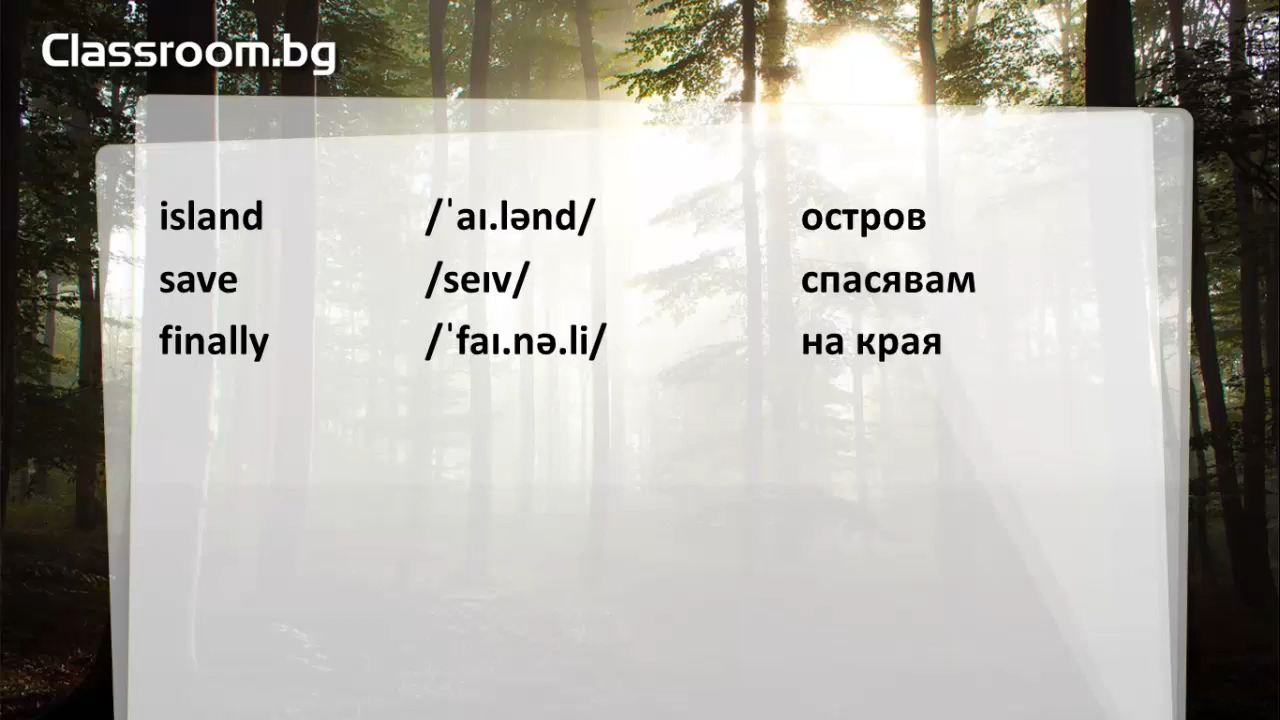 Classroom.bg
island /ˈaɪ.lənd/ остров
save /seɪv/ спасявам
finally /ˈfaɪ.nə.li/ на края